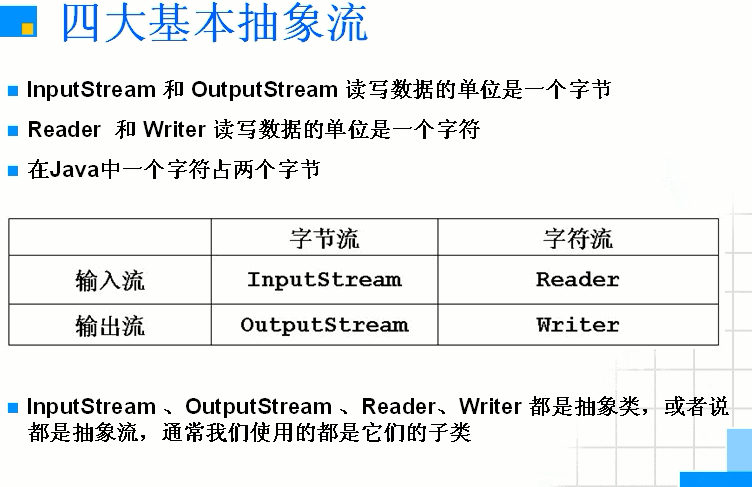 四大基本抽象流
InputStream 和 OutputStream 读写数据的单位是一个字节
Reader 和 Writer 读写数据的单位是一个字符
在Java中一个字符占两个字节
字节流 字符流
输入流 InputStream Reader
输出流 OutputStream Writer
InputStream 、OutputStream 、Reader、Writer 都是抽象类，或者说
都是抽象流，通常我们使用的都是它们的子类